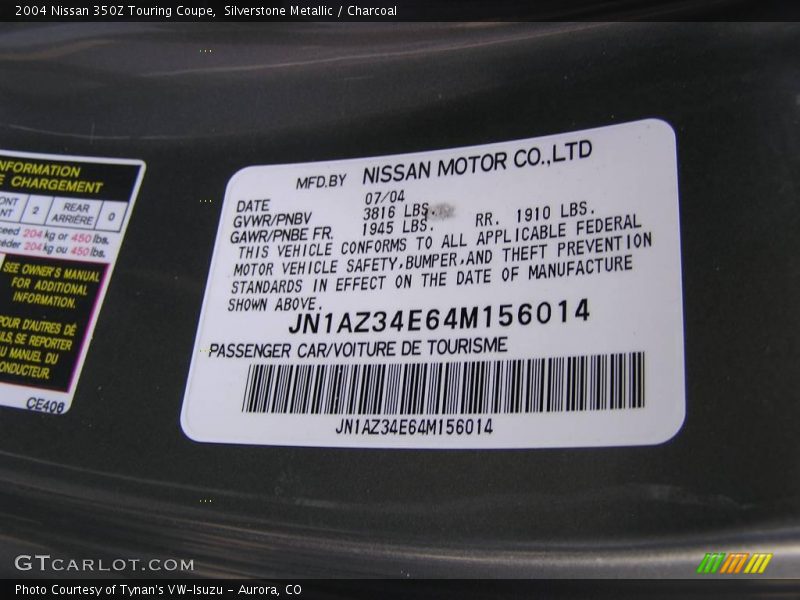 2004 Nissan 350Z Touring Coupe,  Silverstone Metallic / Charcoal
MFD.BY NISSAN MOTOR CO.,LTD
DATE 07/04
GVWR/PNBV 3816 LBS.
GAWR/PNBE FR. 1945 LBS. RR. 1910 LBS.
THIS VEHICLE CONFORMS TO ALL APPLICABLE FEDERAL
MOTOR VEHICLE SAFETY,BUMPER,AND THEFT PREVENTION
STANDARDS IN EFFECT ON THE DATE OF MANUFACTURE
SHOWN ABOVE.
JN1AZ34E64M156014
PASSENGER CAR/VOITURE DE TOURISME
JN1AZ34E64M156014
NFORMATION
E CHARGEMENT
ONT
NT
2
REAR
ARRIÈRE
0
ceed 204 kg or 450 lbs.
éder 204 kg ou 450 lbs.
SEE OWNER'S MANUAL
FOR ADDITIONAL
INFORMATION.
POUR D'AUTRES DÉ
ILS, SE REPORTER
AU MANUEL DU
ONDUCTEUR.
CE406
GTCARLOT.COM
Photo Courtesy of Tynan's VW-Isuzu - Aurora, CO